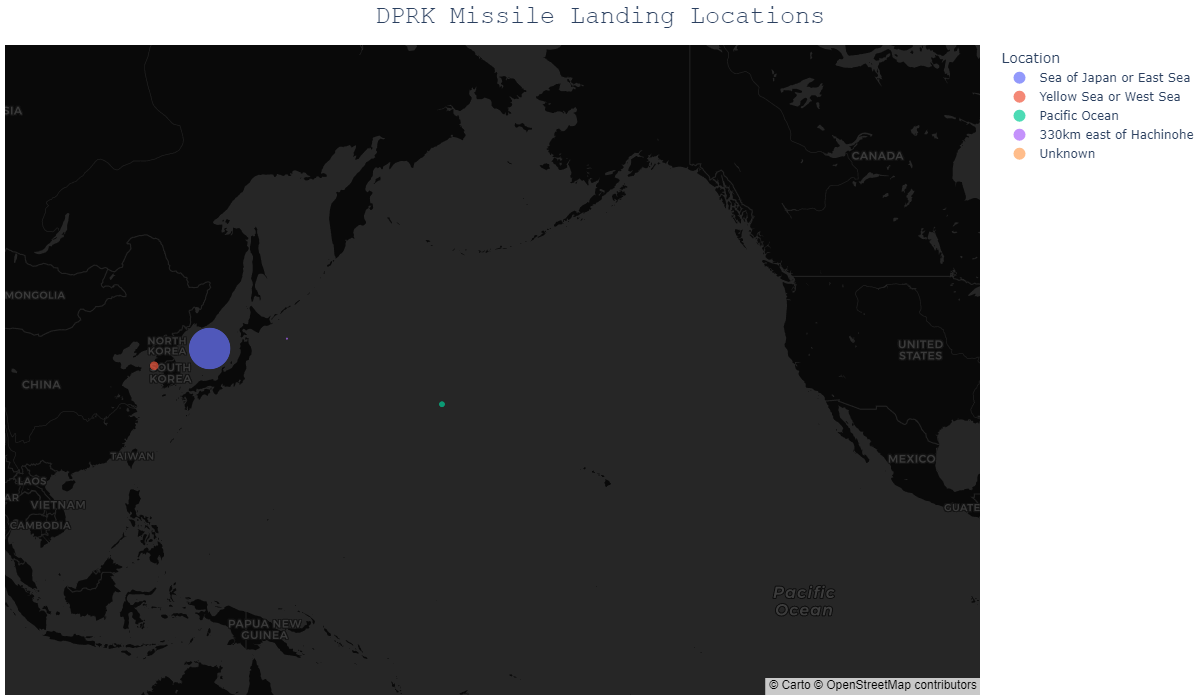 DPRK Missile Landing Locations
Location
Sea of Japan or East Sea
Yellow Sea or West Sea
Pacific Ocean
330km east of Hachinohe
Unknown
SIA
CANADA
MONGOLIA
NORTH
KOREA
OUTH
KOREA
UNITED
STATES
CHINA
TAIWAN
MEXICO
LAOS
AR
VIETNAM
GUATE
CAMBODIA
Pacific
Ocean
PAPUA NEW
GUINEA
© Carto © OpenStreetMap contributors